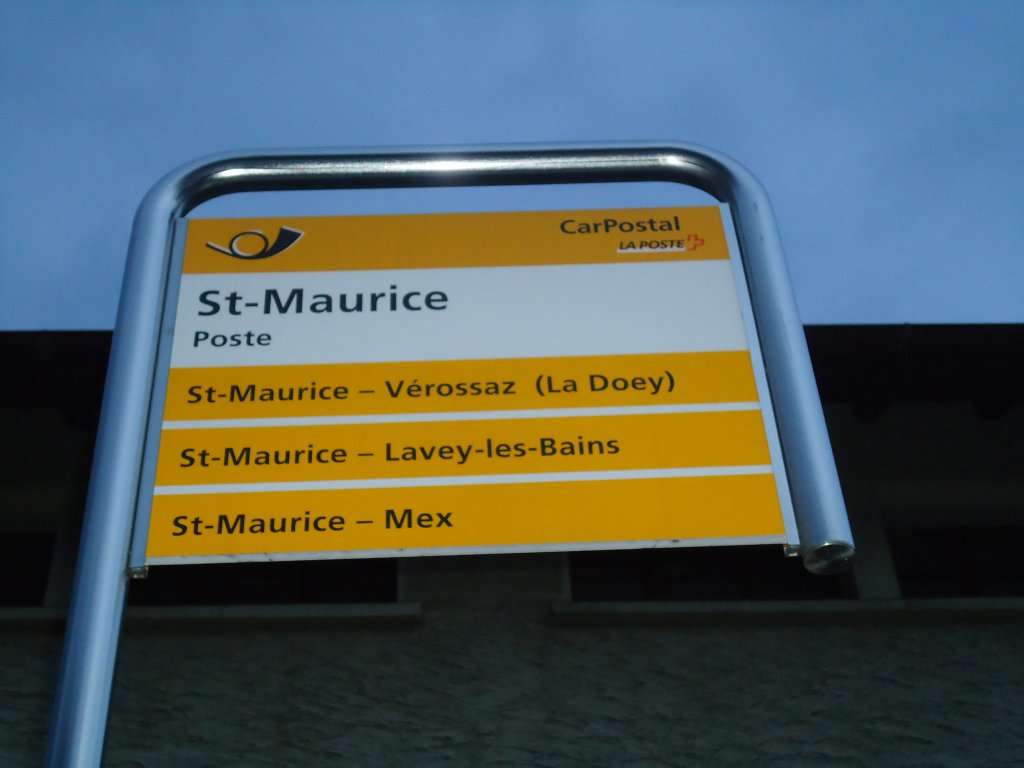 CarPostal
LA POSTE
St-Maurice
Poste
St-Maurice – Vérossaz (La Doey)
St-Maurice – Lavey-les-Bains
St-Maurice – Mex